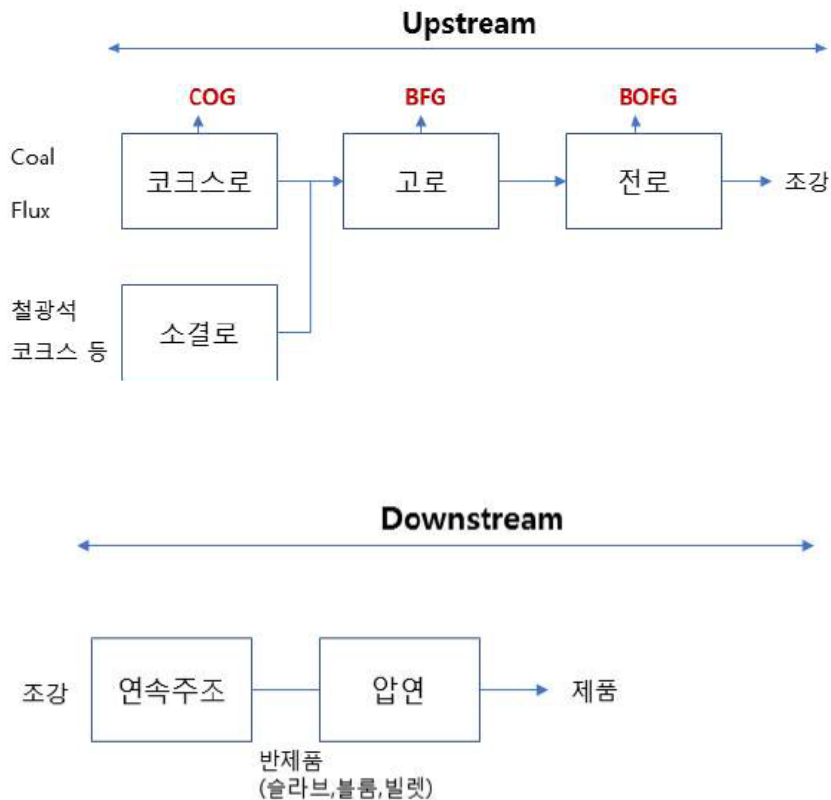 Upstream
COG
BFG
BOFG
Coal
Flux
코크스로
고로
전로
조강
철광석
코크스 등
소결로
Downstream
조강
연속주조
압연
제품
반제품
(슬라브,블룸,빌렛)